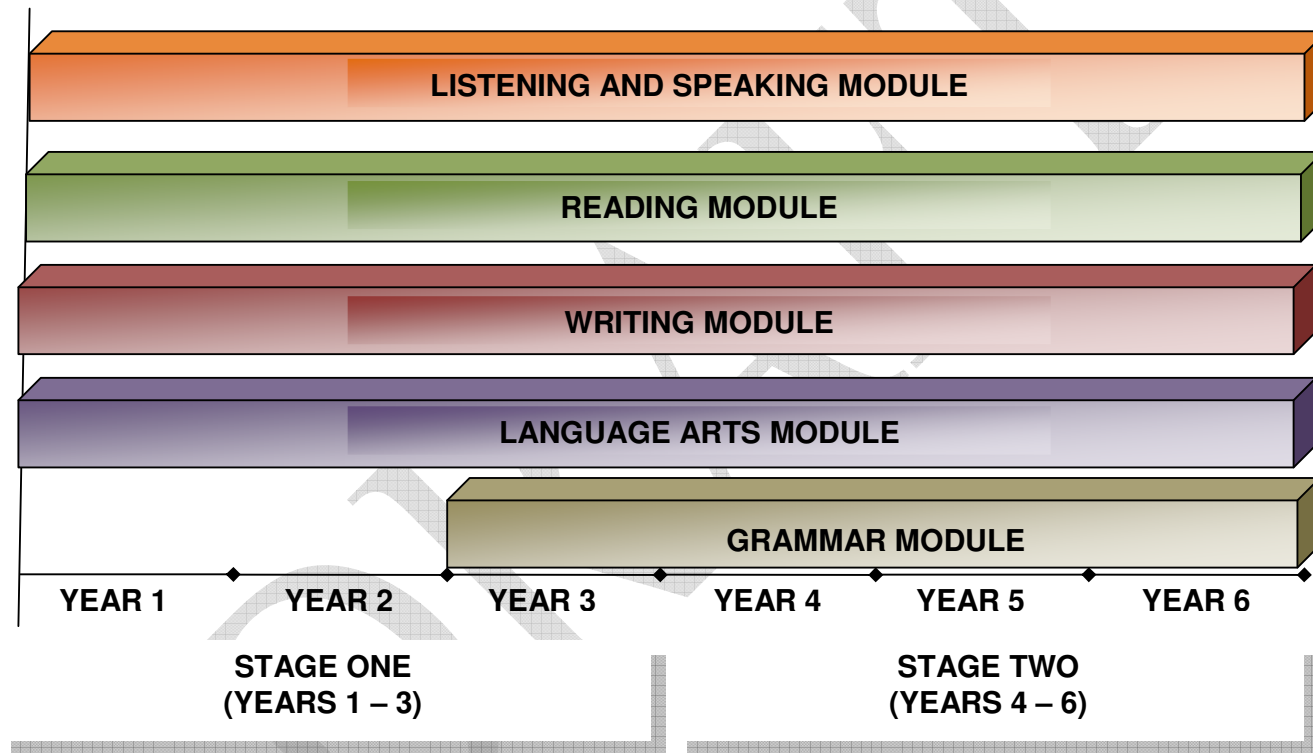 LISTENING AND SPEAKING MODULE
READING MODULE
WRITING MODULE
LANGUAGE ARTS MODULE
GRAMMAR MODULE
YEAR 1 YEAR 2 YEAR 3 YEAR 4 YEAR 5 YEAR 6
STAGE ONE
(YEARS 1 – 3)
STAGE TWO
(YEARS 4 – 6)